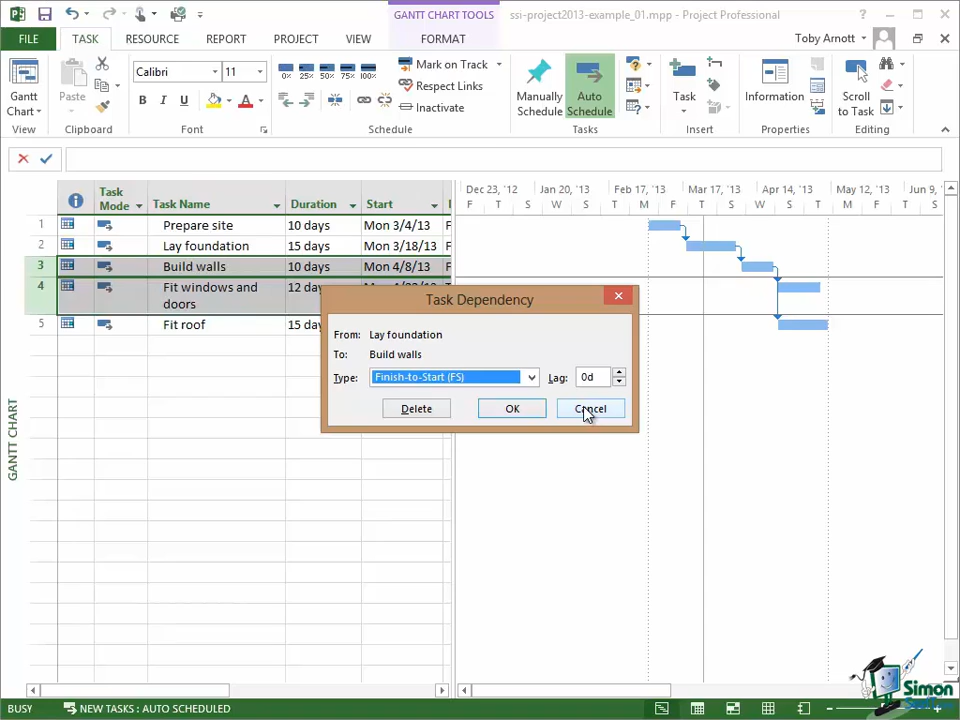 GANTT CHART TOOLS
ssi-project2013-example_01.mpp - Project Professional
FILE TASK RESOURCE REPORT PROJECT VIEW FORMAT Toby Arnott
Gantt Chart
Paste
Calibri 11
B I U A
0% 25% 50% 75% 100%
Mark on Track
Respect Links
Inactivate
Manually Schedule
Auto Schedule
Task
Information
Scroll to Task
View Clipboard Font Schedule Tasks Insert Properties Editing
Task Mode Task Name Duration Start
Dec 23, '12 Jan 20, '13 Feb 17, '13 Mar 17, '13 Apr 14, '13 May 12, '13 Jun 9, '
F T S W S M F T S W S T M F S
1 Prepare site 10 days Mon 3/4/13 F
2 Lay foundation 15 days Mon 3/18/13 F
3 Build walls 10 days Mon 4/8/13 F
4 Fit windows and doors 12 days
5 Fit roof 15 day
Task Dependency
From: Lay foundation
To: Build walls
Type: Finish-to-Start (FS) Lag: 0d
Delete OK Cancel
GANTT CHART
BUSY NEW TASKS : AUTO SCHEDULED
Simon